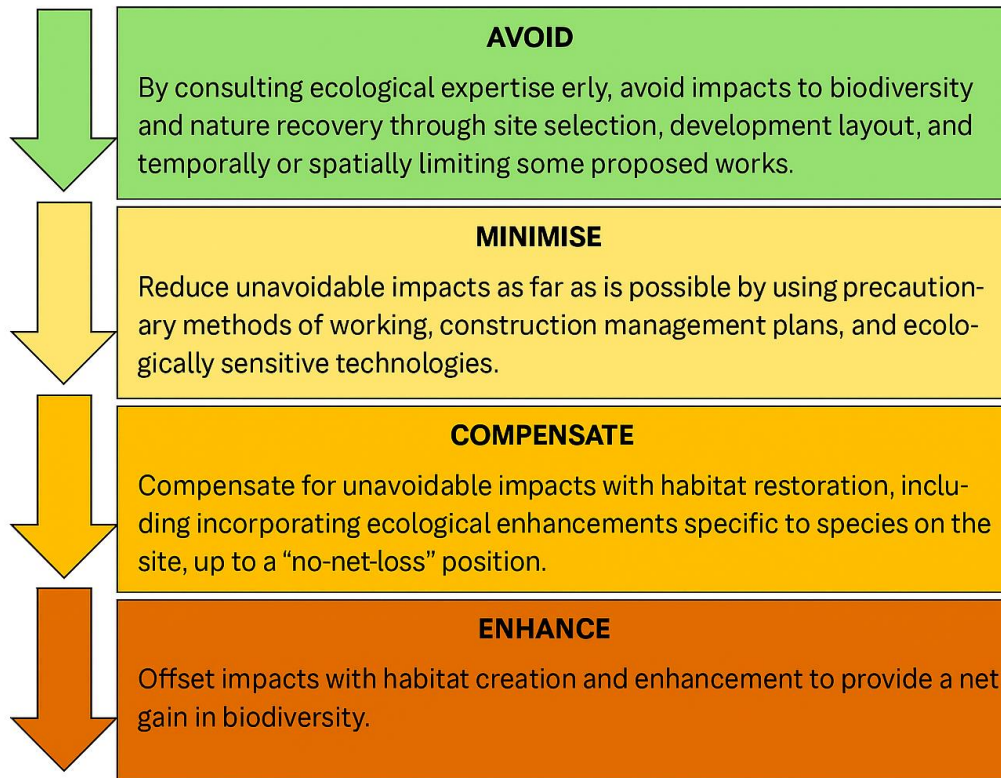 AVOID
By consulting ecological expertise erly, avoid impacts to biodiversity
and nature recovery through site selection, development layout, and
temporally or spatially limiting some proposed works.
MINIMISE
Reduce unavoidable impacts as far as is possible by using precaution-
ary methods of working, construction management plans, and ecolo-
gically sensitive technologies.
COMPENSATE
Compensate for unavoidable impacts with habitat restoration, inclu-
ding incorporating ecological enhancements specific to species on the
site, up to a “no-net-loss” position.
ENHANCE
Offset impacts with habitat creation and enhancement to provide a net
gain in biodiversity.